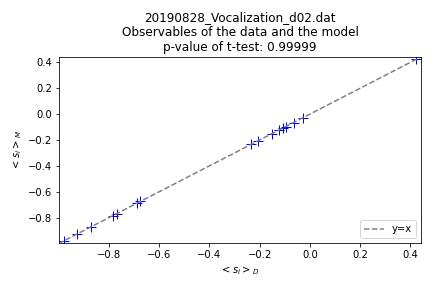 20190828_Vocalization_d02.dat
Observables of the data and the model
p-value of t-test: 0.99999
0.4
0.2
0.0
−0.2
−0.4
−0.6
−0.8
< s_i >_M
y=x
−0.8
−0.6
−0.4
−0.2
0.0
0.2
0.4
< s_i >_D